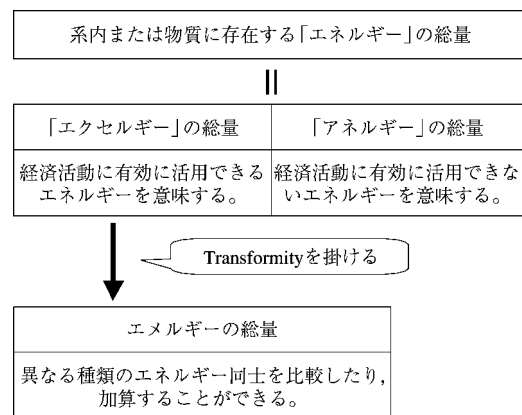 系内または物質に存在する「エネルギー」の総量
=
「エクセルギー」の総量
「アネルギー」の総量
経済活動に有効に活用できる
エネルギーを意味する。
経済活動に有効に活用できな
いエネルギーを意味する。
Transformityを掛ける
エメルギーの総量
異なる種類のエネルギー同士を比較したり，
加算することができる。